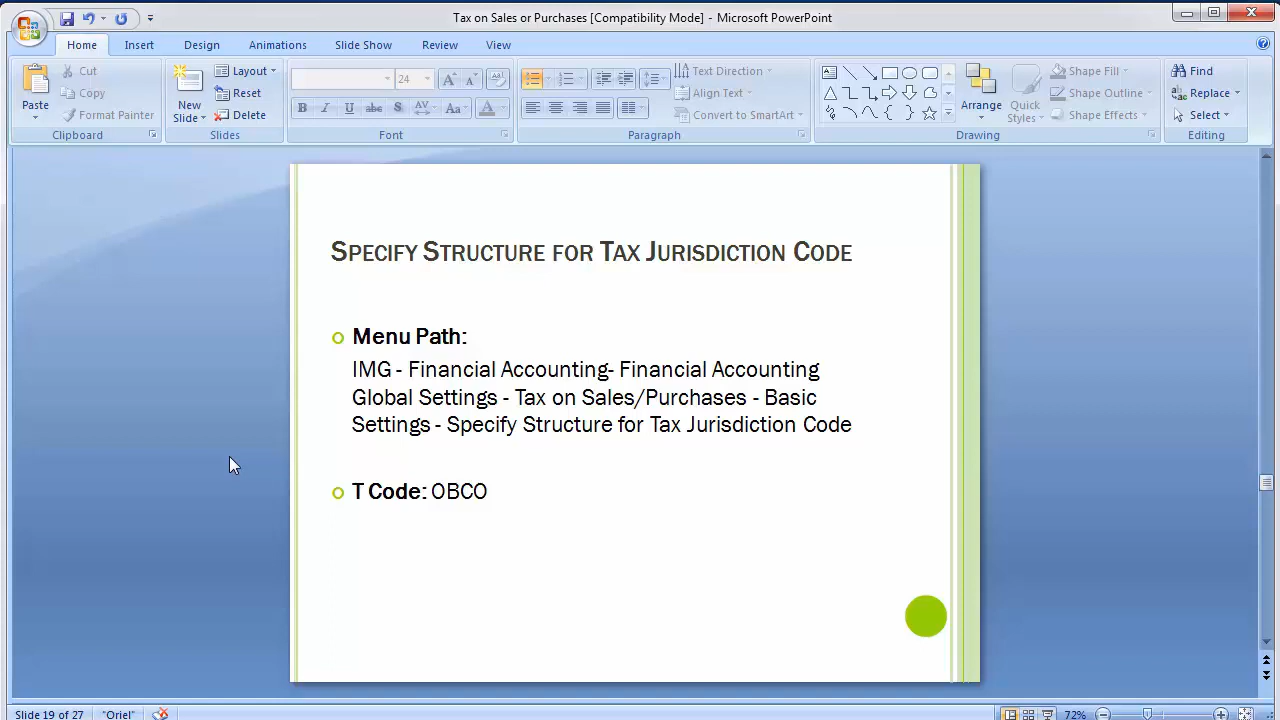 Tax on Sales or Purchases [Compatibility Mode] - Microsoft PowerPoint
Home Insert Design Animations Slide Show Review View
Paste
Cut
Copy
Format Painter
Clipboard
New Slide
Layout
Reset
Delete
Slides
24
B I U abc S AV Aa A
Font
Text Direction
Align Text
Convert to SmartArt
Paragraph
Arrange
Quick Styles
Shape Fill
Shape Outline
Shape Effects
Drawing
Find
Replace
Select
Editing
SPECIFY STRUCTURE FOR TAX JURISDICTION CODE
Menu Path:
IMG - Financial Accounting- Financial Accounting
Global Settings - Tax on Sales/Purchases - Basic
Settings - Specify Structure for Tax Jurisdiction Code
T Code: OBCO
Slide 19 of 27 "Oriel" 72%